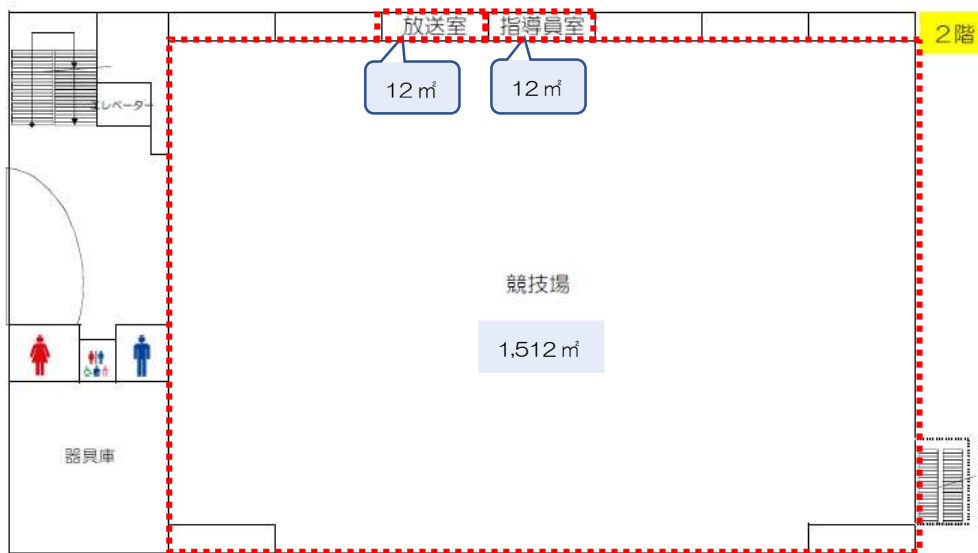 放送室
指導員室
2階
12㎡
12㎡
エレベーター
競技場
1,512㎡
器具庫